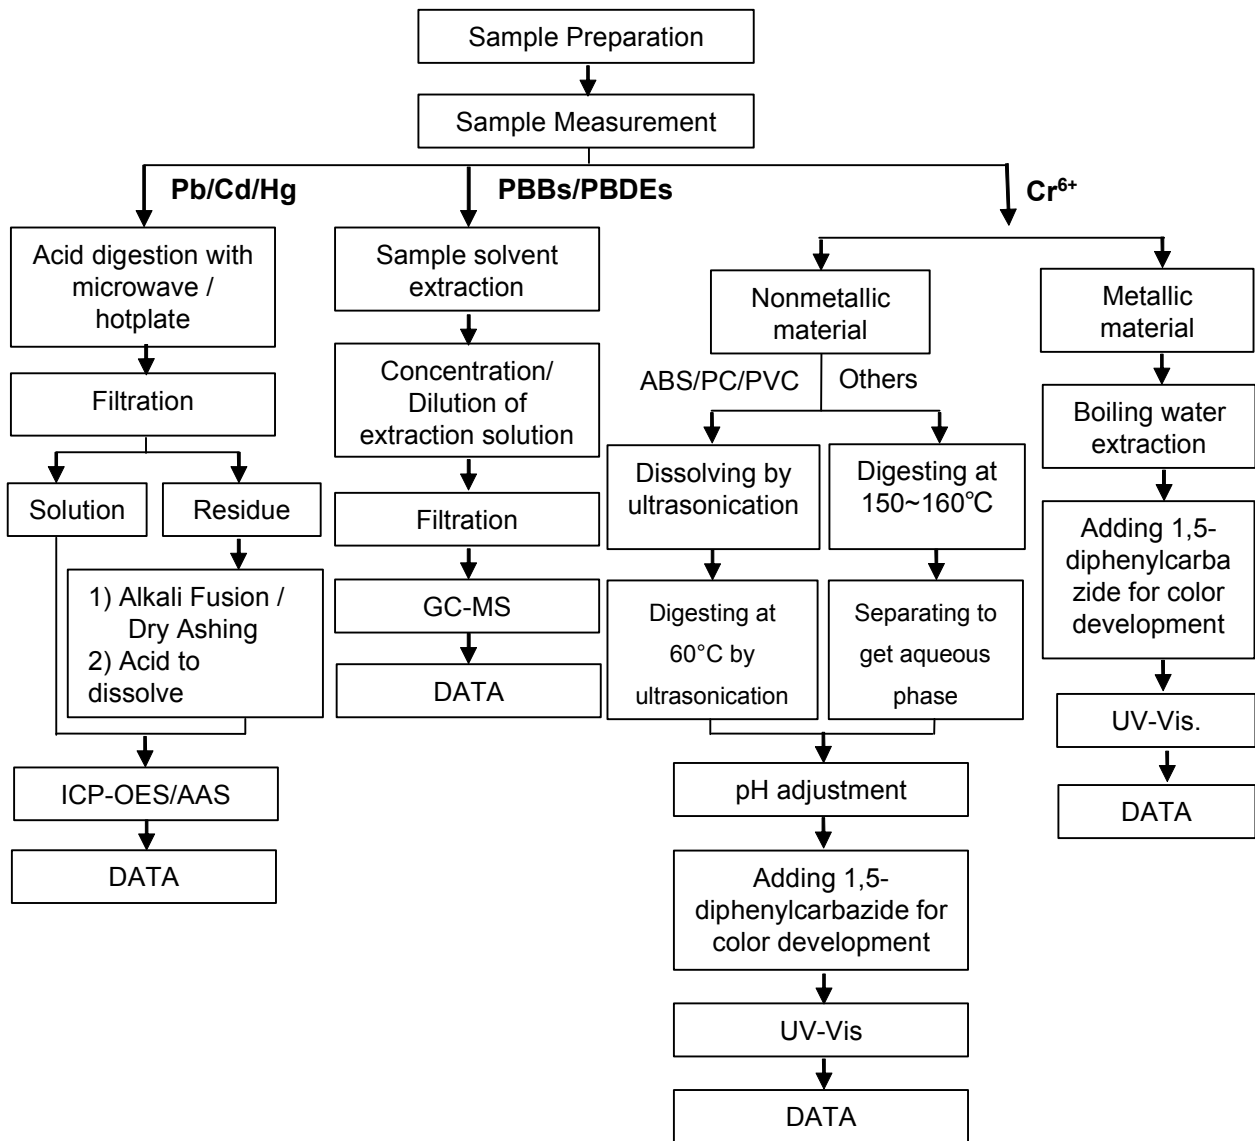 Sample Preparation
Sample Measurement
Pb/Cd/Hg
PBBs/PBDEs
Cr⁶⁺
Acid digestion with
microwave /
hotplate
Filtration
Solution
Residue
1) Alkali Fusion /
Dry Ashing
2) Acid to
dissolve
ICP-OES/AAS
DATA
Sample solvent
extraction
Concentration/
Dilution of
extraction solution
Filtration
GC-MS
DATA
Nonmetallic
material
ABS/PC/PVC
Others
Dissolving by
ultrasonication
Digesting at
60°C by
ultrasonication
Digesting at
150~160℃
Separating to
get aqueous
phase
pH adjustment
Adding 1,5-
diphenylcarbazide for
color development
UV-Vis
DATA
Metallic
material
Boiling water
extraction
Adding 1,5-
diphenylcarba
zide for color
development
UV-Vis.
DATA